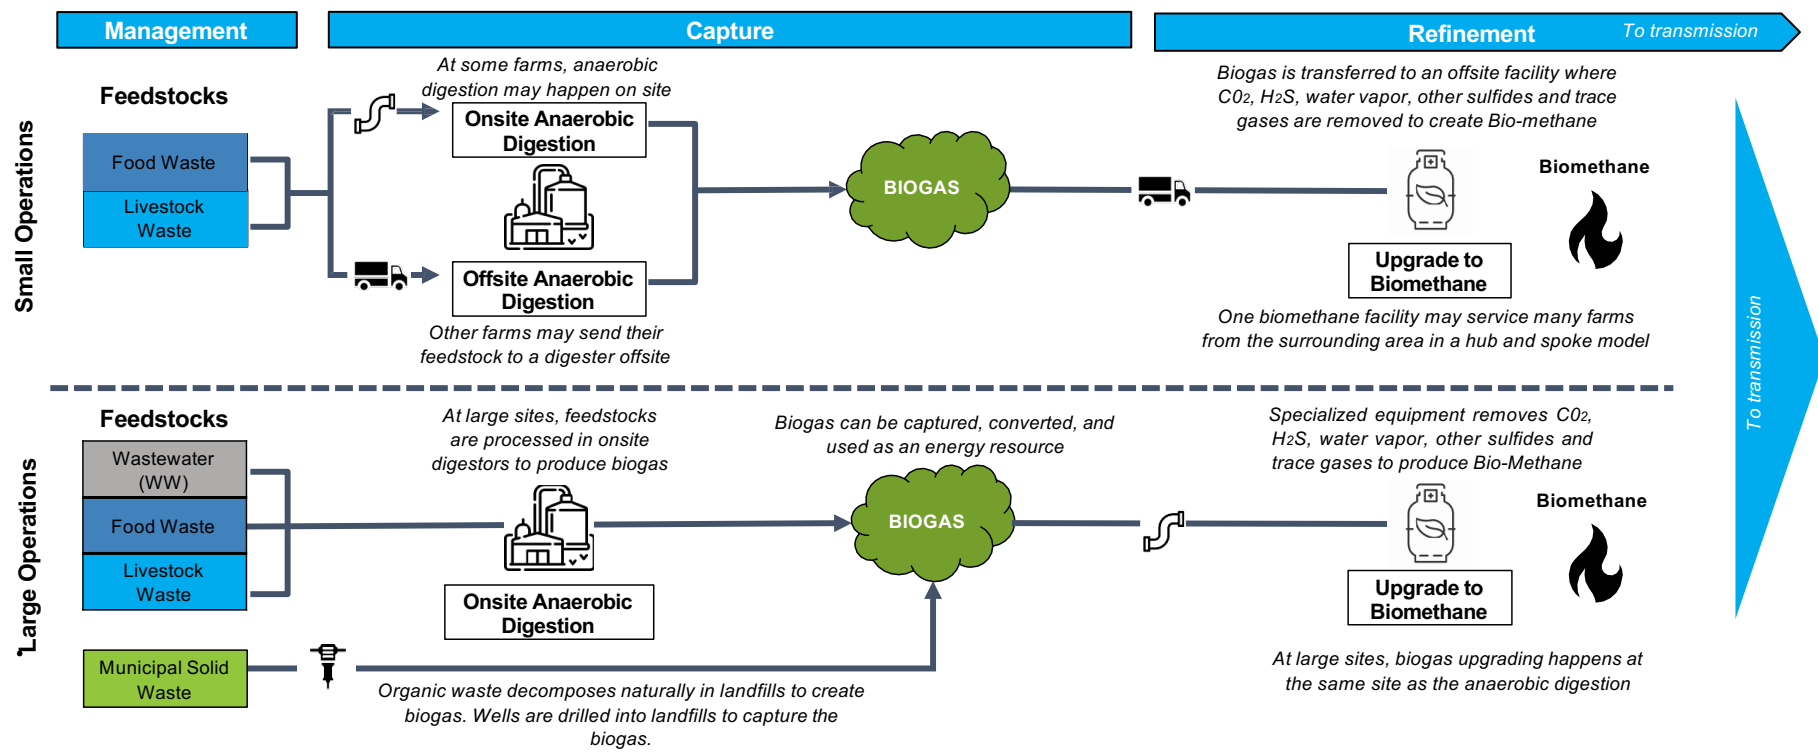 Management
Capture
Refinement
To transmission
Small Operations
Feedstocks
Food Waste
Livestock
Waste
At some farms, anaerobic
digestion may happen on site
Onsite Anaerobic
Digestion
Offsite Anaerobic
Digestion
Other farms may send their
feedstock to a digester offsite
BIOGAS
Biogas is transferred to an offsite facility where
C02, H2S, water vapor, other sulfides and trace
gases are removed to create Bio-methane
Biomethane
Upgrade to
Biomethane
One biomethane facility may service many farms
from the surrounding area in a hub and spoke model
To transmission
Large Operations
Feedstocks
Wastewater
(WW)
Food Waste
Livestock
Waste
Municipal Solid
Waste
At large sites, feedstocks
are processed in onsite
digestors to produce biogas
Onsite Anaerobic
Digestion
Organic waste decomposes naturally in landfills to create
biogas. Wells are drilled into landfills to capture the
biogas.
Biogas can be captured, converted, and
used as an energy resource
BIOGAS
Specialized equipment removes C02,
H2S, water vapor, other sulfides and
trace gases to produce Bio-Methane
Biomethane
Upgrade to
Biomethane
At large sites, biogas upgrading happens at
the same site as the anaerobic digestion